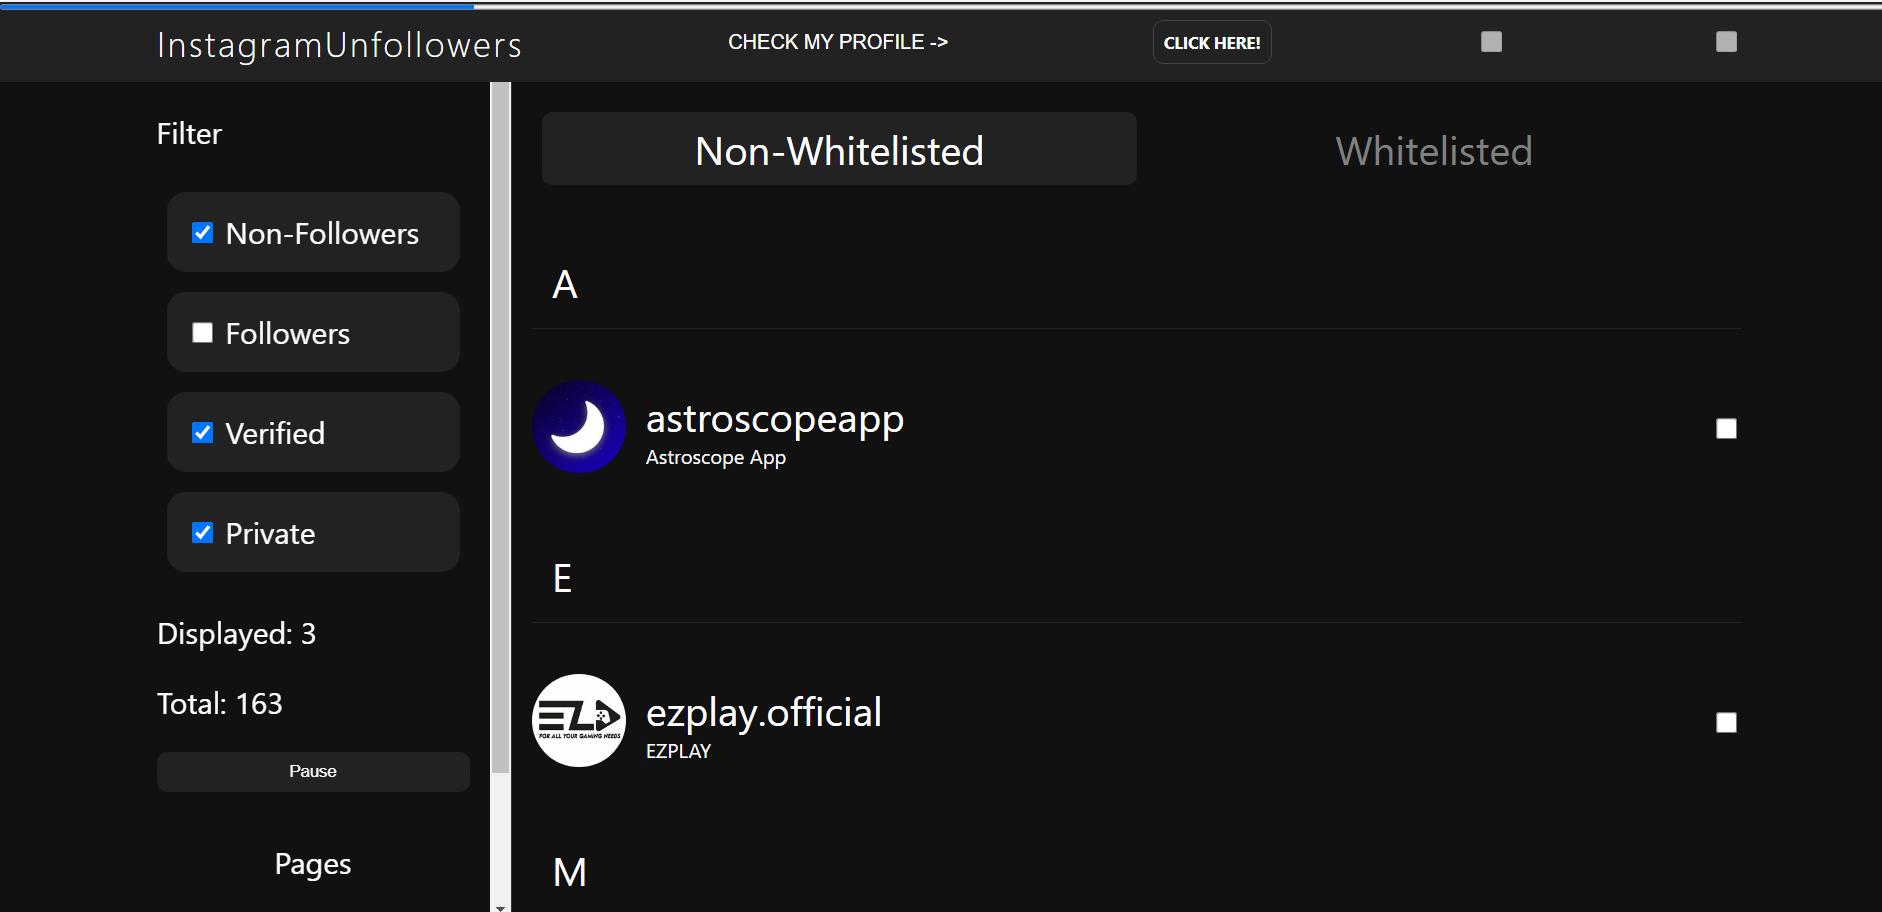 InstagramUnfollowers
CHECK MY PROFILE ->
CLICK HERE!
Filter
Non-Followers
Followers
Verified
Private
Displayed: 3
Total: 163
Pause
Pages
Non-Whitelisted
Whitelisted
A
astroscopeapp
Astroscope App
E
EZ
FOR ALL YOUR GAMING NEEDS
ezplay.official
EZPLAY
M